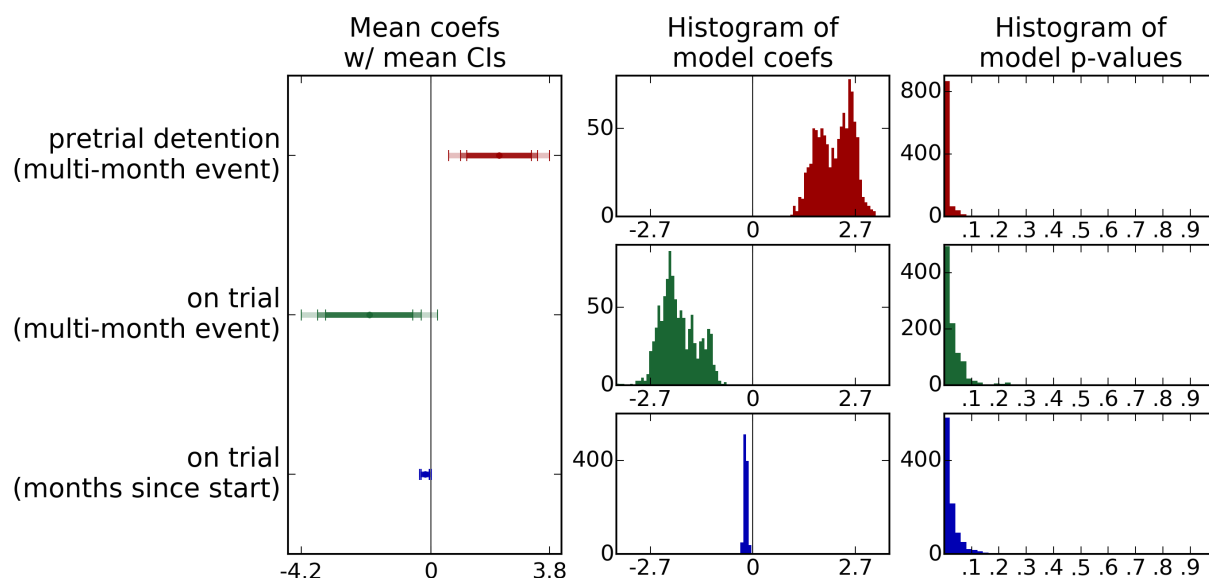 Mean coefs
w/ mean CIs
Histogram of
model coefs
Histogram of
model p-values
pretrial detention
(multi-month event)
50
0
-2.7 0 2.7
800
400
0
.1 .2 .3 .4 .5 .6 .7 .8 .9
on trial
(multi-month event)
50
0
-2.7 0 2.7
400
200
0
.1 .2 .3 .4 .5 .6 .7 .8 .9
on trial
(months since start)
-4.2 0 3.8
400
0
-2.7 0 2.7
400
0
.1 .2 .3 .4 .5 .6 .7 .8 .9